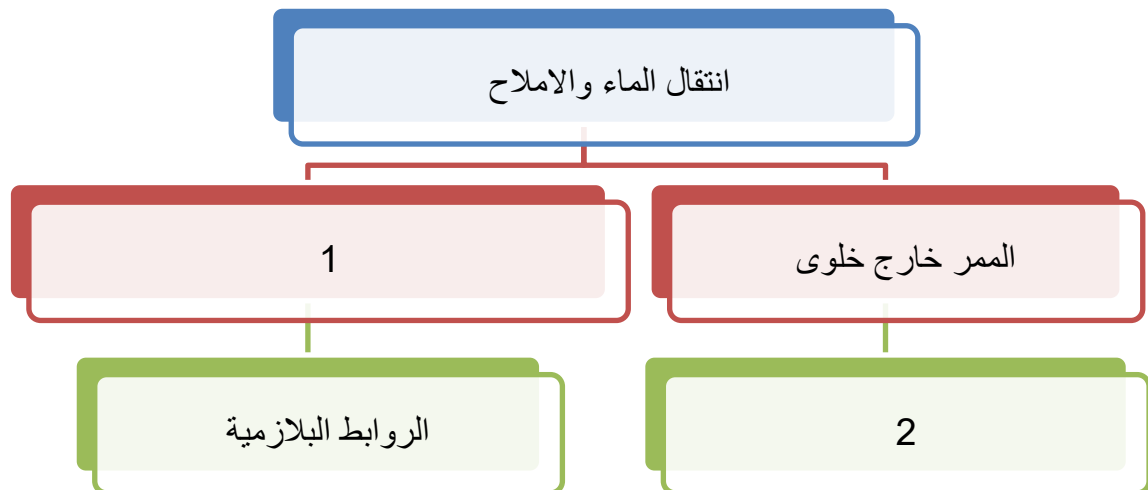 انتقال الماء والاملاح
الممر خارج خلوى
1
2
الروابط البلازمية